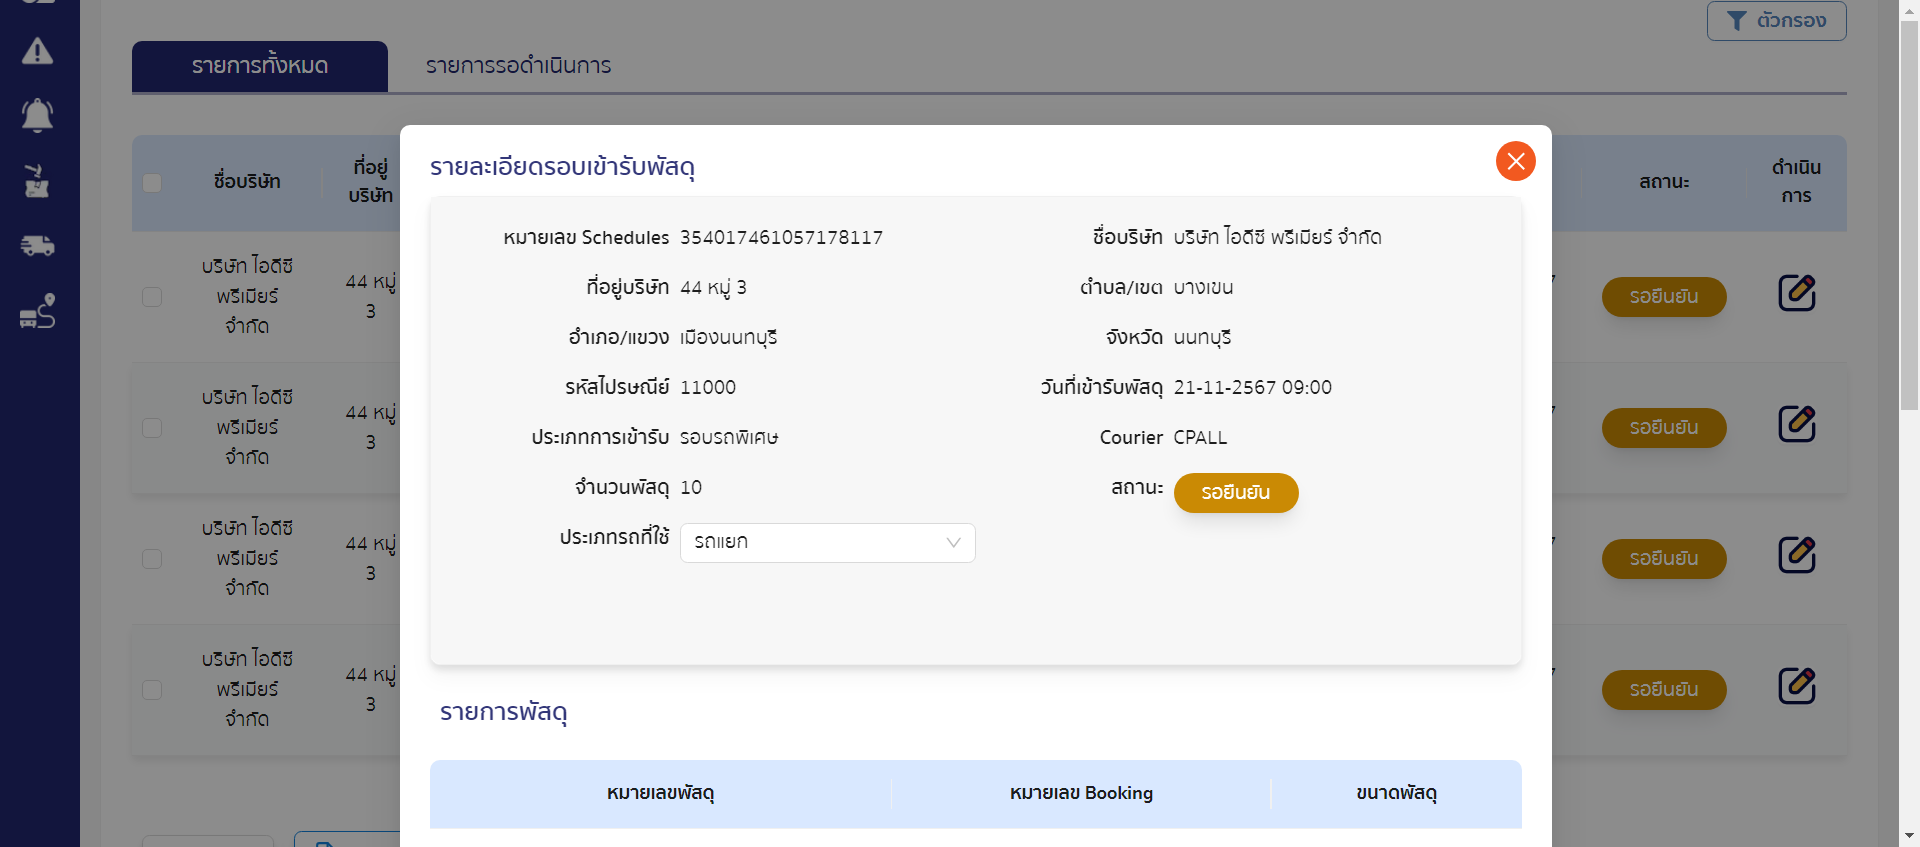 ตัวกรอง
รายการทั้งหมด
รายการรอดำเนินการ
ชื่อบริษัท
ที่อยู่
บริษัท
สถานะ
ดำเนิน
การ
บริษัท ไอดีซี
พรีเมียร์
จำกัด
44 หมู่
3
รอยืนยัน
บริษัท ไอดีซี
พรีเมียร์
จำกัด
44 หมู่
3
รอยืนยัน
บริษัท ไอดีซี
พรีเมียร์
จำกัด
44 หมู่
3
รอยืนยัน
บริษัท ไอดีซี
พรีเมียร์
จำกัด
44 หมู่
3
รอยืนยัน
รายละเอียดรอบเข้ารับพัสดุ
หมายเลข Schedules 354017461057178117
ชื่อบริษัท บริษัท ไอดีซี พรีเมียร์ จำกัด
ที่อยู่บริษัท 44 หมู่ 3
ตำบล/เขต บางเขน
อำเภอ/แขวง เมืองนนทบุรี
จังหวัด นนทบุรี
รหัสไปรษณีย์ 11000
วันที่เข้ารับพัสดุ 21-11-2567 09:00
ประเภทการเข้ารับ รอบรถพิเศษ
Courier CPALL
จำนวนพัสดุ 10
สถานะ รอยืนยัน
ประเภทรถที่ใช้ รถแยก
รายการพัสดุ
หมายเลขพัสดุ
หมายเลข Booking
ขนาดพัสดุ